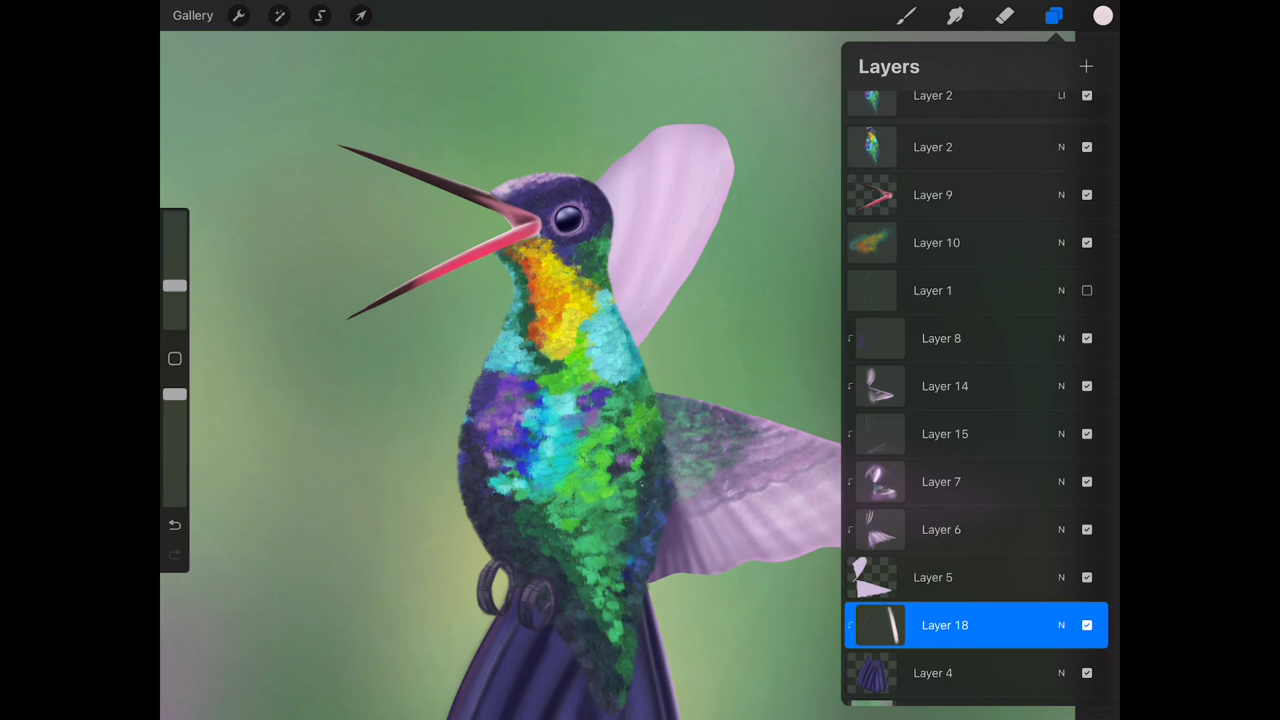 Gallery
Layers
Layer 2 LI
Layer 2 N
Layer 9 N
Layer 10 N
Layer 1 N
Layer 8 N
Layer 14 N
Layer 15 N
Layer 7 N
Layer 6 N
Layer 5 N
Layer 18 N
Layer 4 N